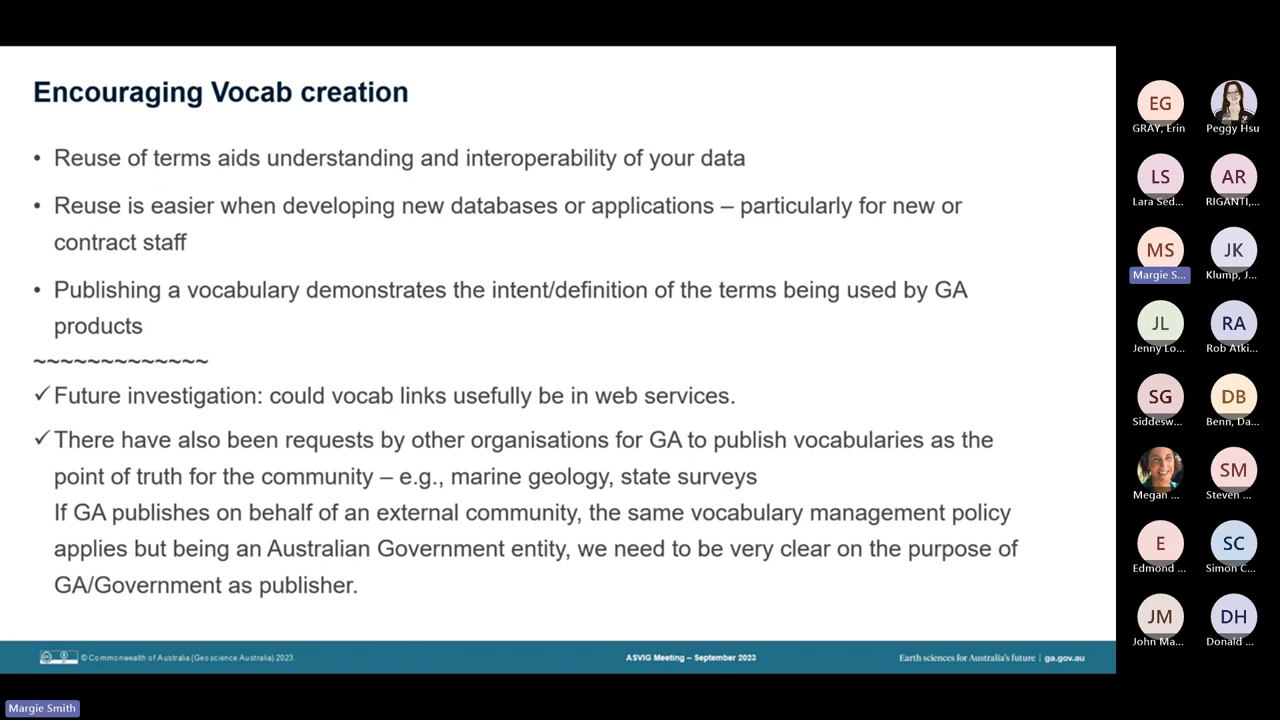 Encouraging Vocab creation
• Reuse of terms aids understanding and interoperability of your data
• Reuse is easier when developing new databases or applications – particularly for new or
contract staff
• Publishing a vocabulary demonstrates the intent/definition of the terms being used by GA
products
~~~~~~~~~~~~~
✓ Future investigation: could vocab links usefully be in web services.
✓ There have also been requests by other organisations for GA to publish vocabularies as the
point of truth for the community – e.g., marine geology, state surveys
If GA publishes on behalf of an external community, the same vocabulary management policy
applies but being an Australian Government entity, we need to be very clear on the purpose of
GA/Government as publisher.
© Commonwealth of Australia (Geoscience Australia) 2023.
ASVIG Meeting – September 2023
Earth sciences for Australia's future | ga.gov.au
EG
GRAY, Erin
Peggy Hsu
LS AR
Lara Sed... RIGANTI,...
MS JK
Margie S... Klump, J...
JL RA
Jenny Lo... Rob Atki...
SG DB
Siddesw... Benn, Da...
SM
Megan ... Steven ...
E SC
Edmond ... Simon C...
JM DH
John Ma... Donald ...
Margie Smith